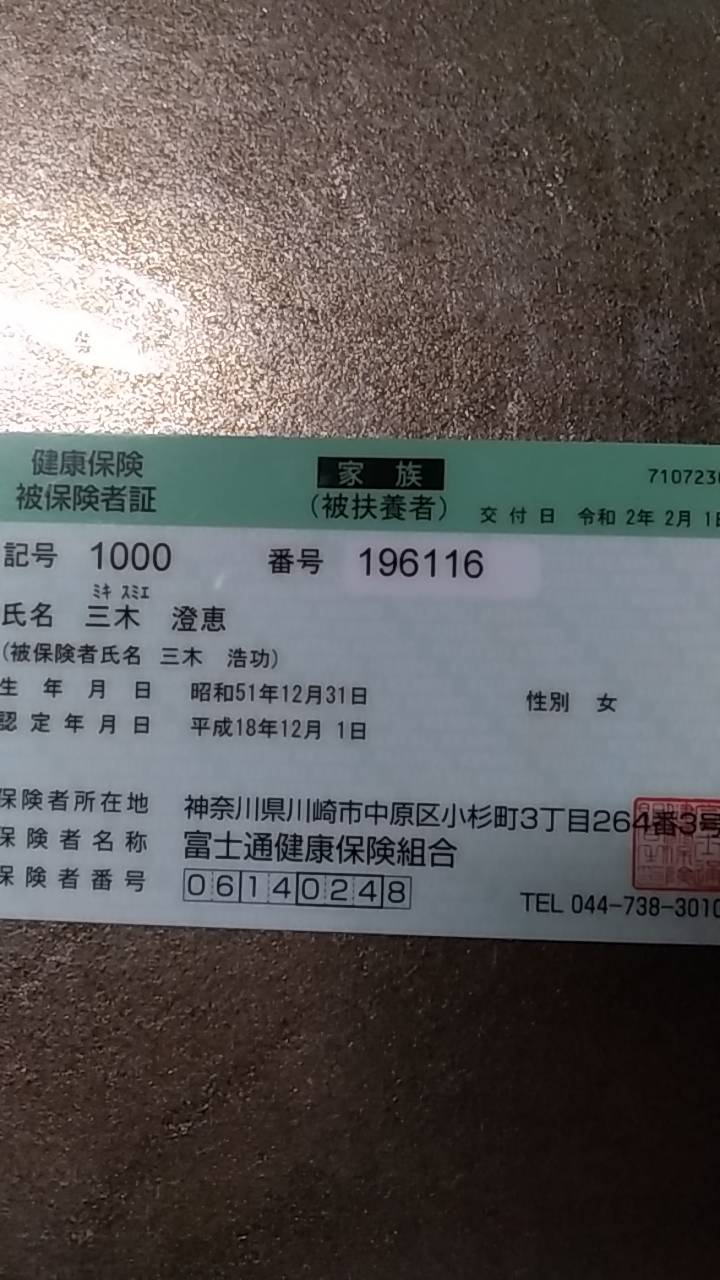 健康保険 家族 7107230
被保険者証 (被扶養者) 交付日 令和 2年 2月 1日
記号 1000 番号 196116
ミキ スミエ
氏名 三木 澄恵
(被保険者氏名 三木 浩功)
生年月日 昭和51年12月31日 性別 女
認定年月日 平成18年12月 1日
保険者所在地 神奈川県川崎市中原区小杉町3丁目264番3号
保険者名称 富士通健康保険組合
保険者番号 06140248
TEL 044-738-3010